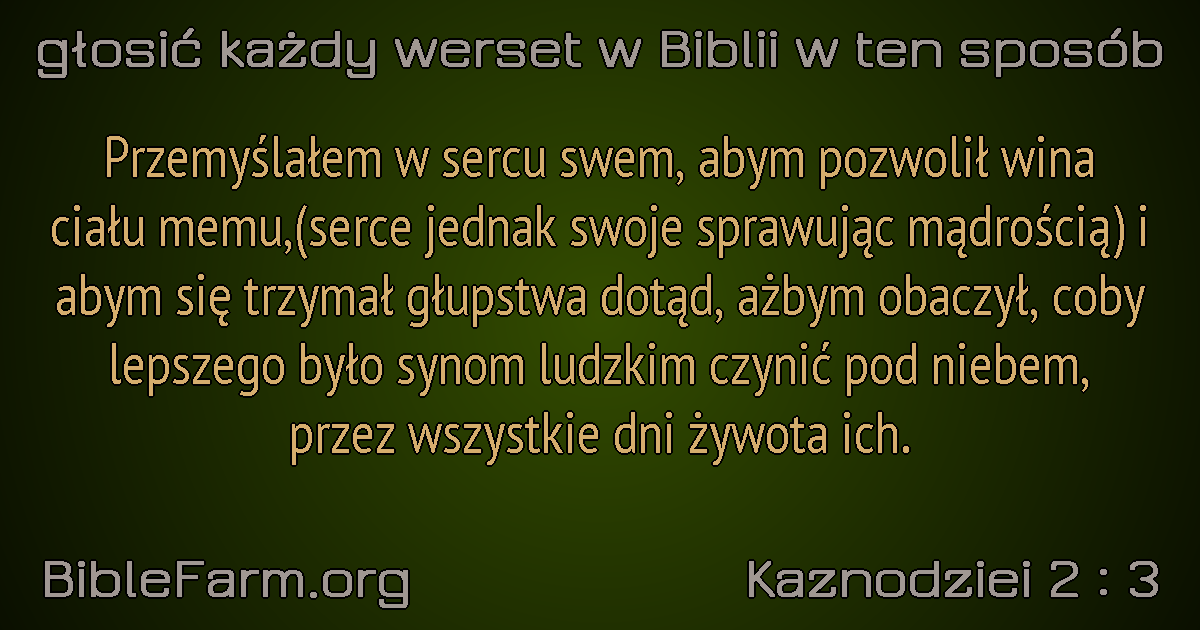 głosić każdy werset w Biblii w ten sposób
Przemyślałem w sercu swem, abym pozwolił wina
ciału memu,(serce jednak swoje sprawując mądrością) i
abym się trzymał głupstwa dotąd, ażbym obaczył, coby
lepszego było synom ludzkim czynić pod niebem,
przez wszystkie dni żywota ich.
BibleFarm.org
Kaznodziei 2 : 3